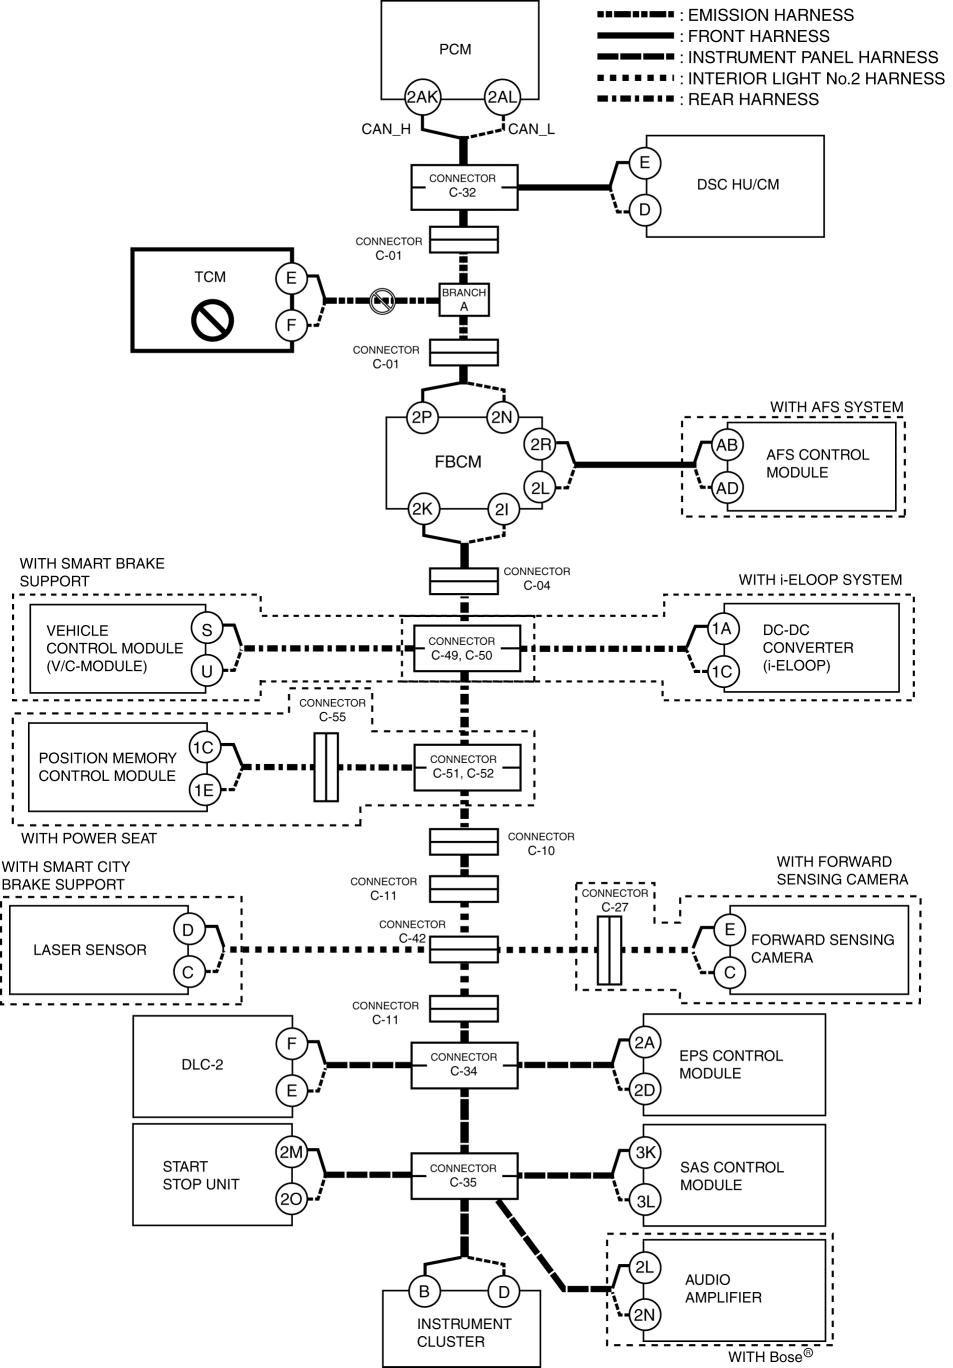 PCM
: EMISSION HARNESS
: FRONT HARNESS
: INSTRUMENT PANEL HARNESS
: INTERIOR LIGHT No.2 HARNESS
: REAR HARNESS
2AK
2AL
CAN_H
CAN_L
CONNECTOR
C-32
E
D
DSC HU/CM
CONNECTOR
C-01
TCM
E
F
BRANCH
A
CONNECTOR
C-01
2P
2N
FBCM
2R
2L
2K
2I
WITH AFS SYSTEM
AB
AD
AFS CONTROL
MODULE
CONNECTOR
C-04
WITH SMART BRAKE
SUPPORT
VEHICLE
CONTROL MODULE
(V/C-MODULE)
S
U
CONNECTOR
C-49, C-50
WITH i-ELOOP SYSTEM
1A
1C
DC-DC
CONVERTER
(i-ELOOP)
CONNECTOR
C-55
POSITION MEMORY
CONTROL MODULE
1C
1E
CONNECTOR
C-51, C-52
WITH POWER SEAT
CONNECTOR
C-10
WITH SMART CITY
BRAKE SUPPORT
CONNECTOR
C-11
LASER SENSOR
D
C
CONNECTOR
C-42
WITH FORWARD
SENSING CAMERA
CONNECTOR
C-27
E
C
FORWARD SENSING
CAMERA
CONNECTOR
C-11
DLC-2
F
E
CONNECTOR
C-34
2A
2D
EPS CONTROL
MODULE
START
STOP UNIT
2M
2O
CONNECTOR
C-35
3K
3L
SAS CONTROL
MODULE
2L
2N
AUDIO
AMPLIFIER
WITH Bose®
B
D
INSTRUMENT
CLUSTER